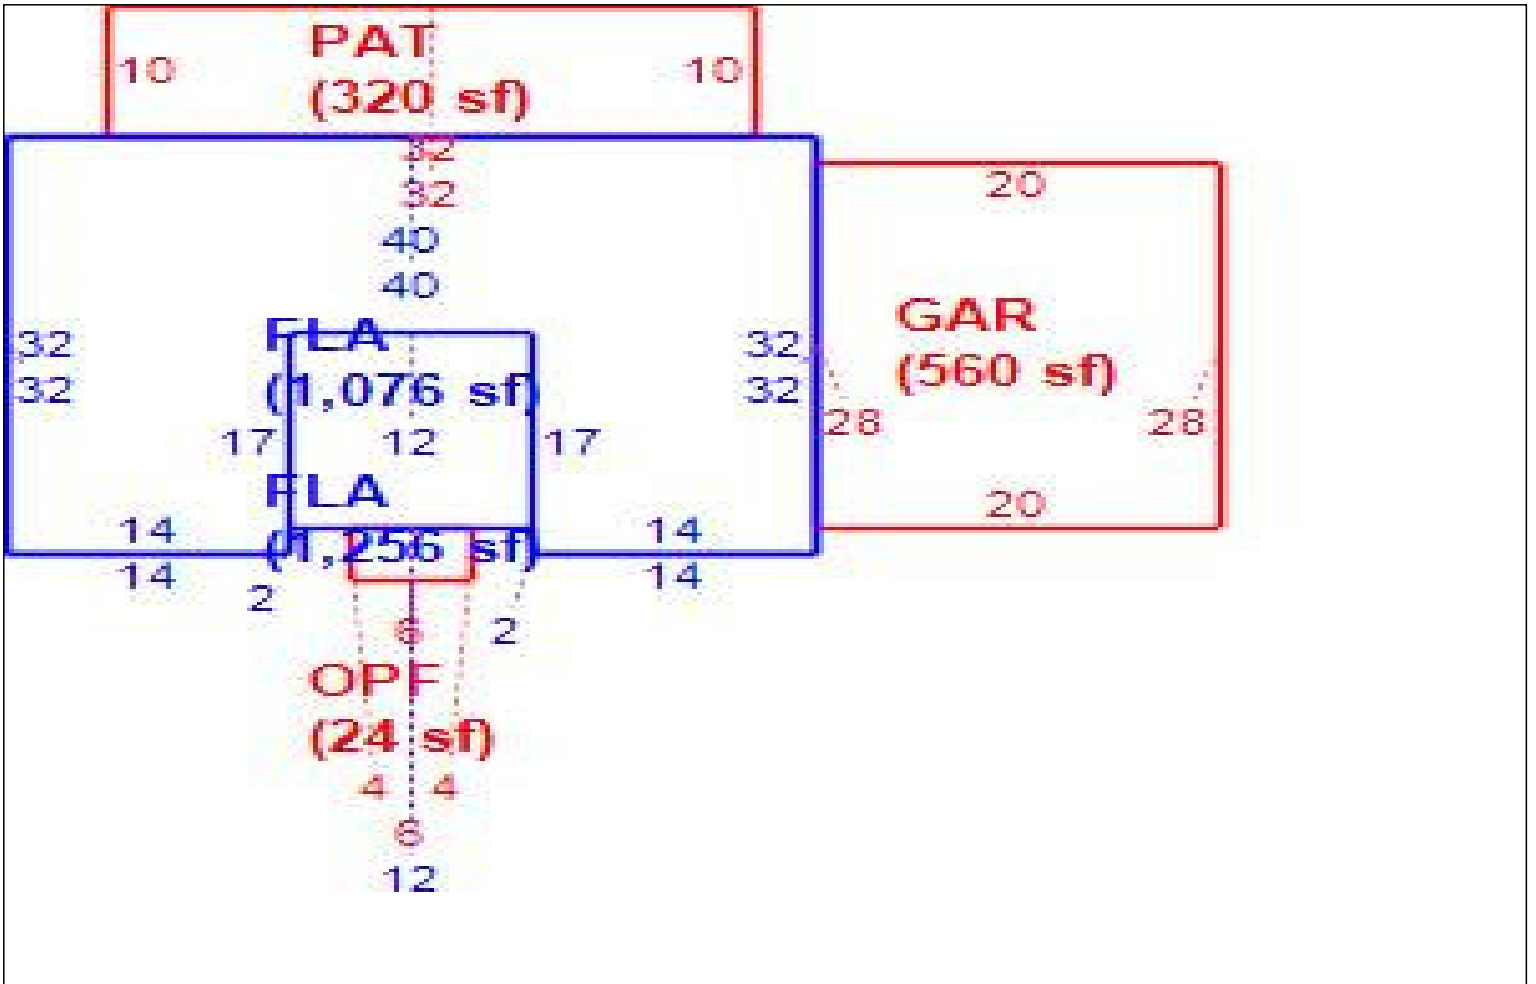 PAT
10 10
(320 sf)
32
32
20
40
40
GAR
FLA
32 32
(560 sf)
(1,076 sf)
32 32
28 28
17 12 17
FLA
20
14 14
(1,256 sf)
14 14
2
6 2
OPF
(24 sf)
4 4
6
12